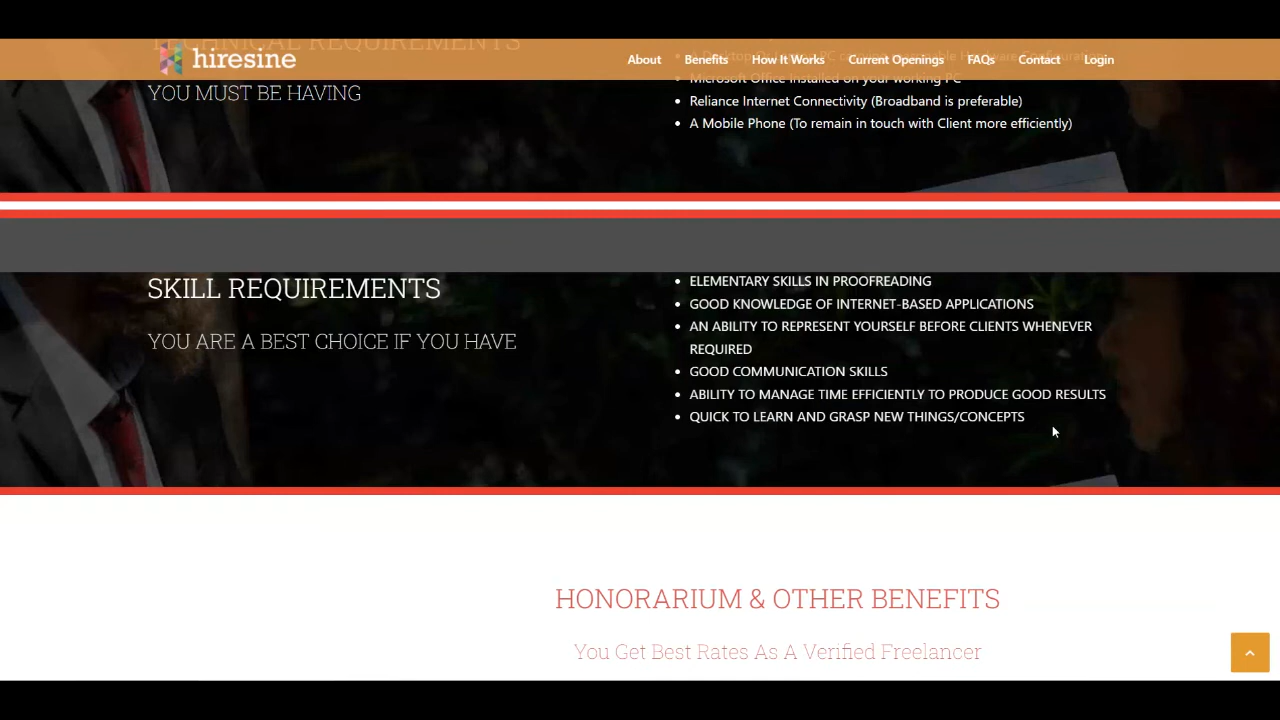 TECHNICAL REQUIREMENTS
hiresine
About Benefits How It Works Current Openings FAQs Contact Login
YOU MUST BE HAVING
Microsoft Office Installed on your working PC
Reliance Internet Connectivity (Broadband is preferable)
A Mobile Phone (To remain in touch with Client more efficiently)
SKILL REQUIREMENTS
YOU ARE A BEST CHOICE IF YOU HAVE
ELEMENTARY SKILLS IN PROOFREADING
GOOD KNOWLEDGE OF INTERNET-BASED APPLICATIONS
AN ABILITY TO REPRESENT YOURSELF BEFORE CLIENTS WHENEVER
REQUIRED
GOOD COMMUNICATION SKILLS
ABILITY TO MANAGE TIME EFFICIENTLY TO PRODUCE GOOD RESULTS
QUICK TO LEARN AND GRASP NEW THINGS/CONCEPTS
HONORARIUM & OTHER BENEFITS
You Get Best Rates As A Verified Freelancer